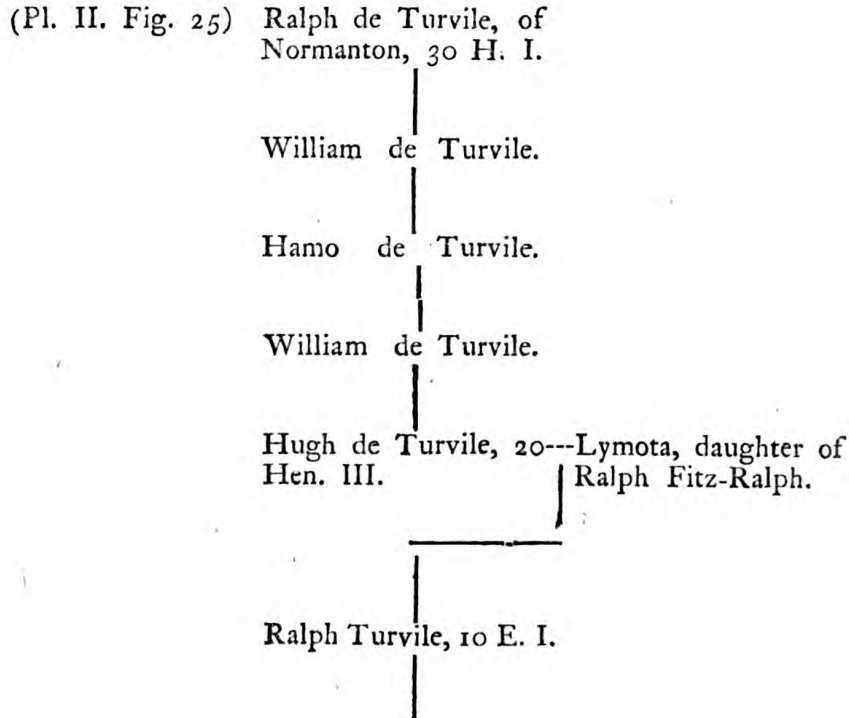 (Pl. II. Fig. 25) Ralph de Turvile, of
Normanton, 30 H. I.
William de Turvile.
Hamo de Turvile.
William de Turvile.
Hugh de Turvile, 20---Lymota, daughter of
Hen. III. Ralph Fitz-Ralph.
Ralph Turvile, 10 E. I.